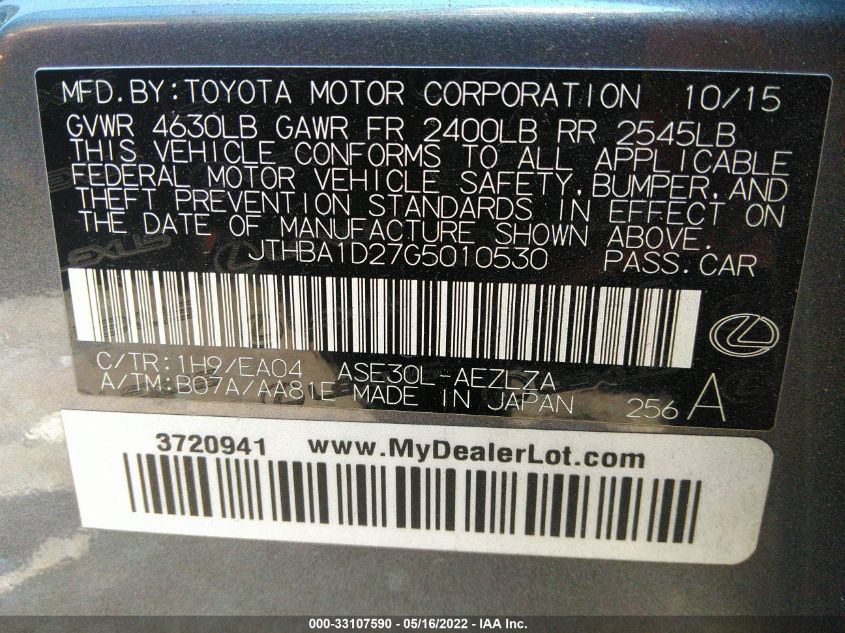 MFD. BY: TOYOTA MOTOR CORPORATION 10/15
GVWR 4630LB GAWR FR 2400LB RR 2545LB
THIS VEHICLE CONFORMS TO ALL APPLICABLE
FEDERAL MOTOR VEHICLE SAFETY, BUMPER, AND
THEFT PREVENTION STANDARDS IN EFFECT ON
THE DATE OF MANUFACTURE SHOWN ABOVE.
JTHBA1D27G5010530 PASS. CAR
C/TR: 1H9/EA04 ASE30L-AEZLZA
A/TM: B07A/AA81E MADE IN JAPAN 256 A
3720941 www.MyDealerLot.com
000-33107590 - 05/16/2022 - IAA Inc.